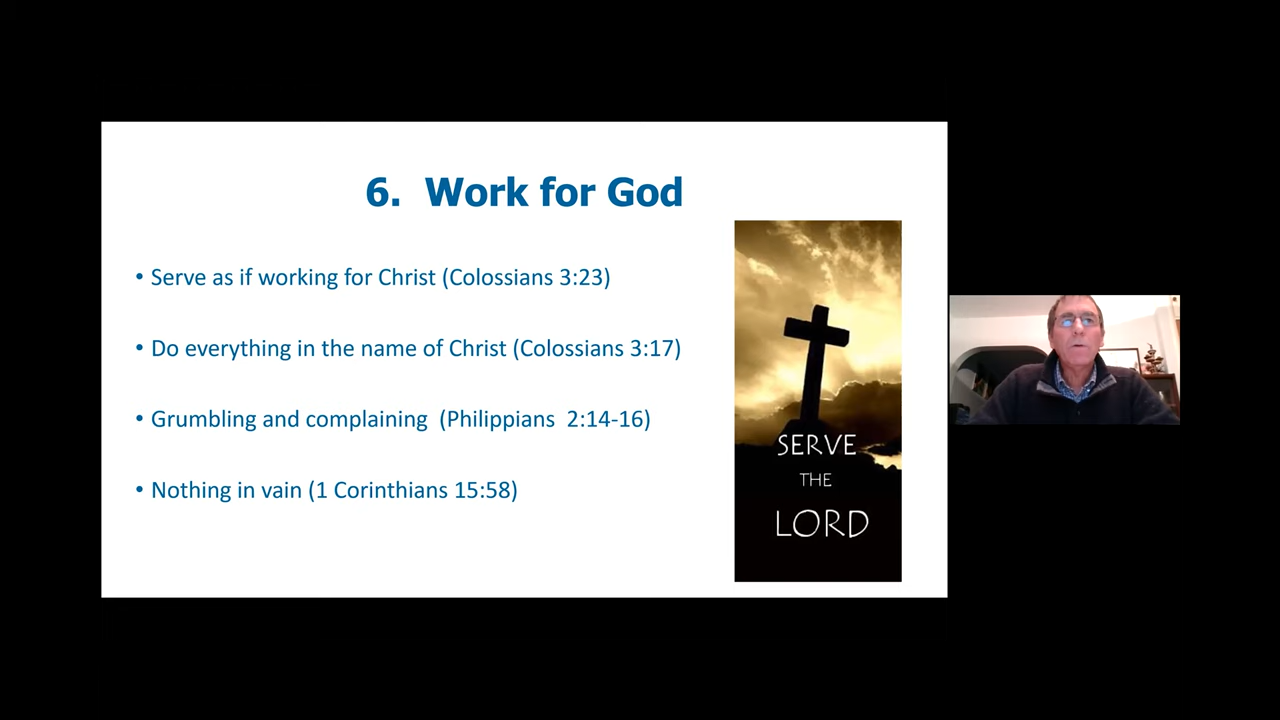 6.  Work for God
• Serve as if working for Christ (Colossians 3:23)
• Do everything in the name of Christ (Colossians 3:17)
• Grumbling and complaining  (Philippians  2:14-16)
• Nothing in vain (1 Corinthians 15:58)
SERVE
THE
LORD